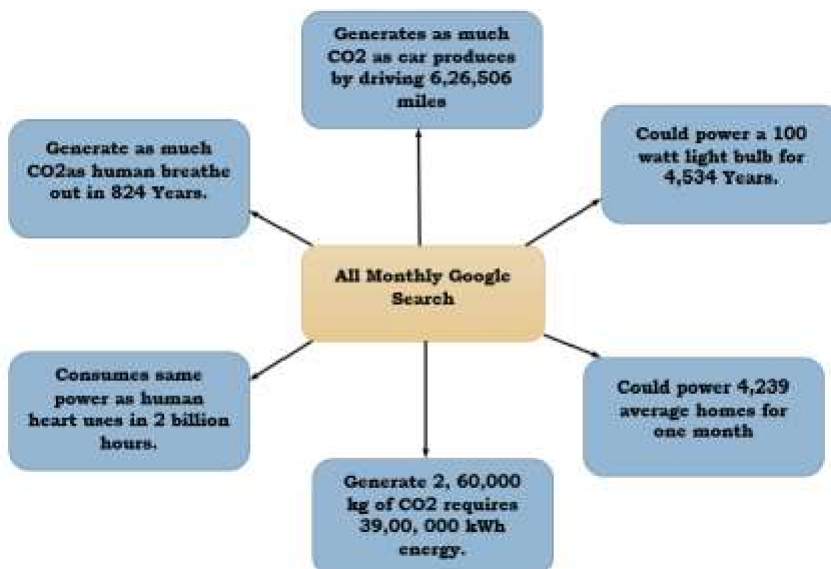 Generates as much
CO2 as car produces
by driving 6,26,506
miles
Generate as much
CO2as human breathe
out in 824 Years.
Could power a 100
watt light bulb for
4,534 Years.
All Monthly Google
Search
Consumes same
power as human
heart uses in 2 billion
hours.
Could power 4,239
average homes for
one month
Generate 2, 60,000
kg of CO2 requires
39,00, 000 kWh
energy.